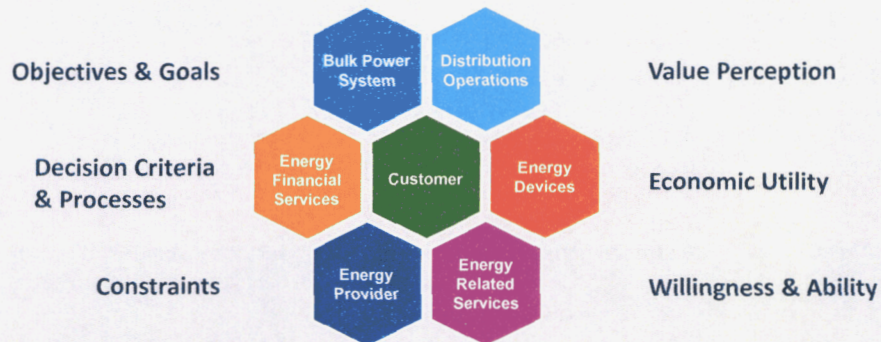 Bulk Power
System
Distribution
Operations
Objectives & Goals
Value Perception
Decision Criteria
& Processes
Energy
Financial
Services
Customer
Energy
Devices
Economic Utility
Constraints
Energy
Provider
Energy
Related
Services
Willingness & Ability